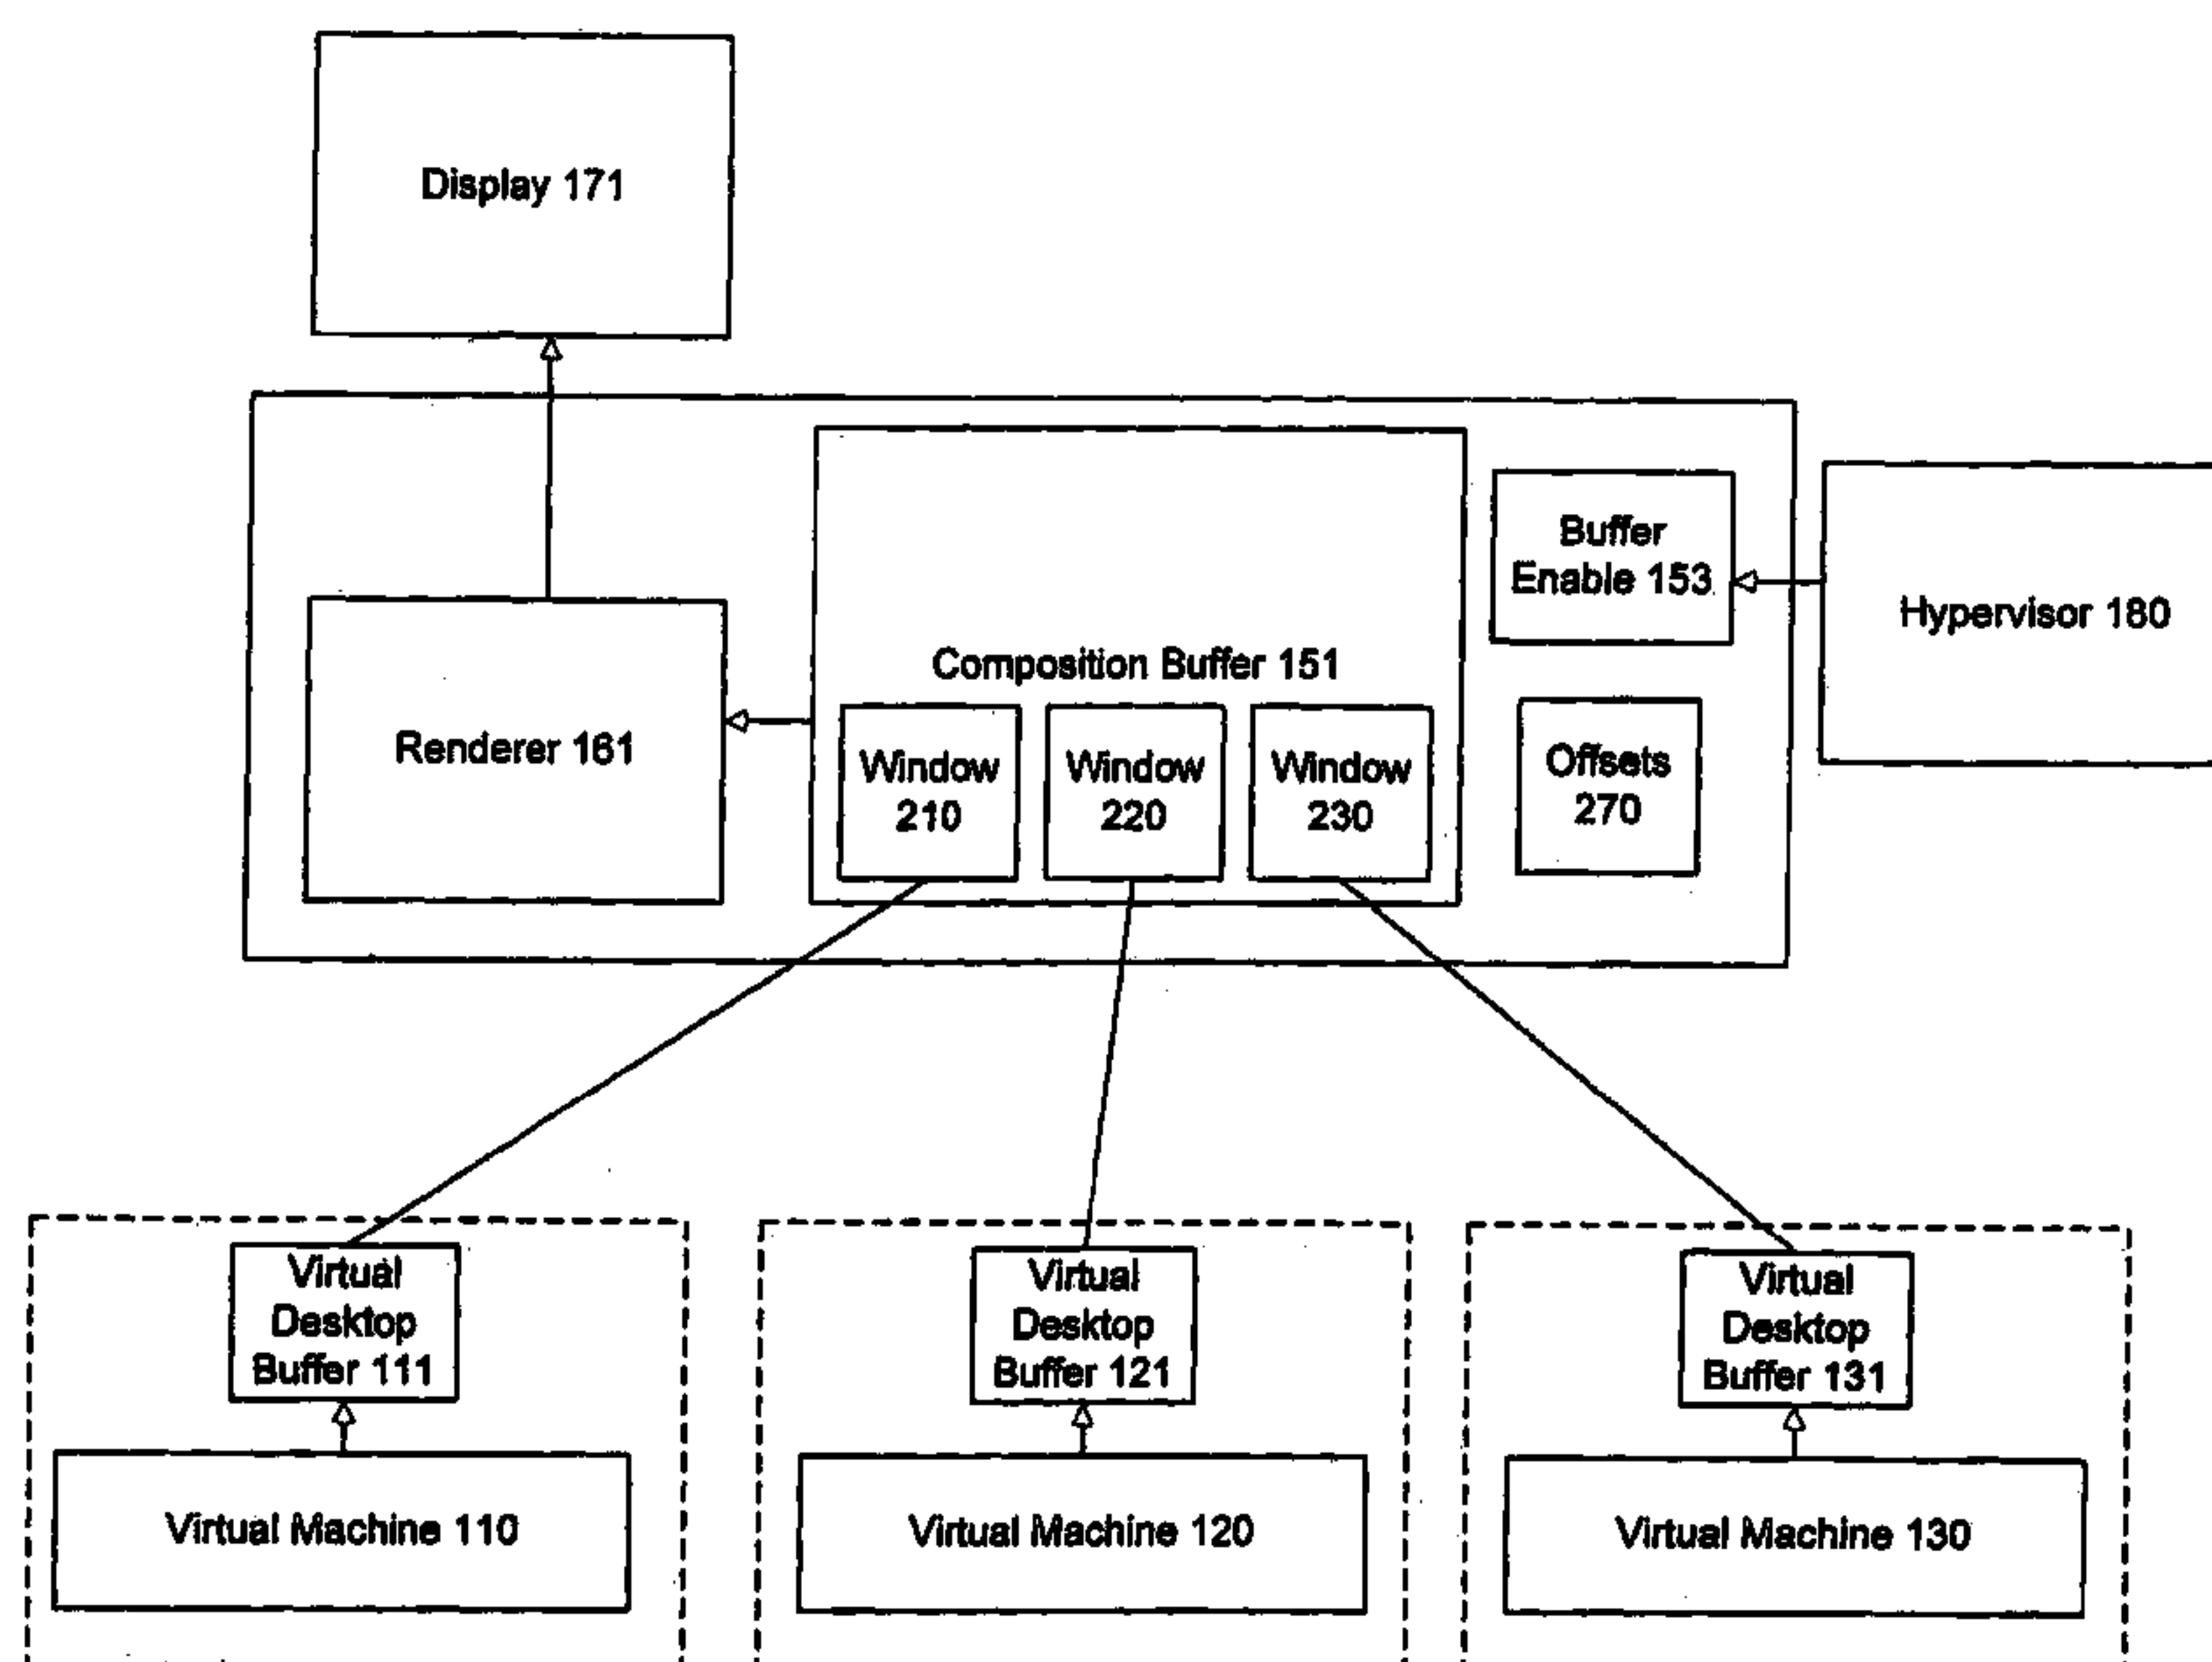 Display 171
Buffer
Enable 153
Hypervisor 180
Composition Buffer 151
Renderer 161
Window
210
Window
220
Window
230
Offsets
270
Virtual
Desktop
Buffer 111
Virtual
Desktop
Buffer 121
Virtual
Desktop
Buffer 131
Virtual Machine 110
Virtual Machine 120
Virtual Machine 130